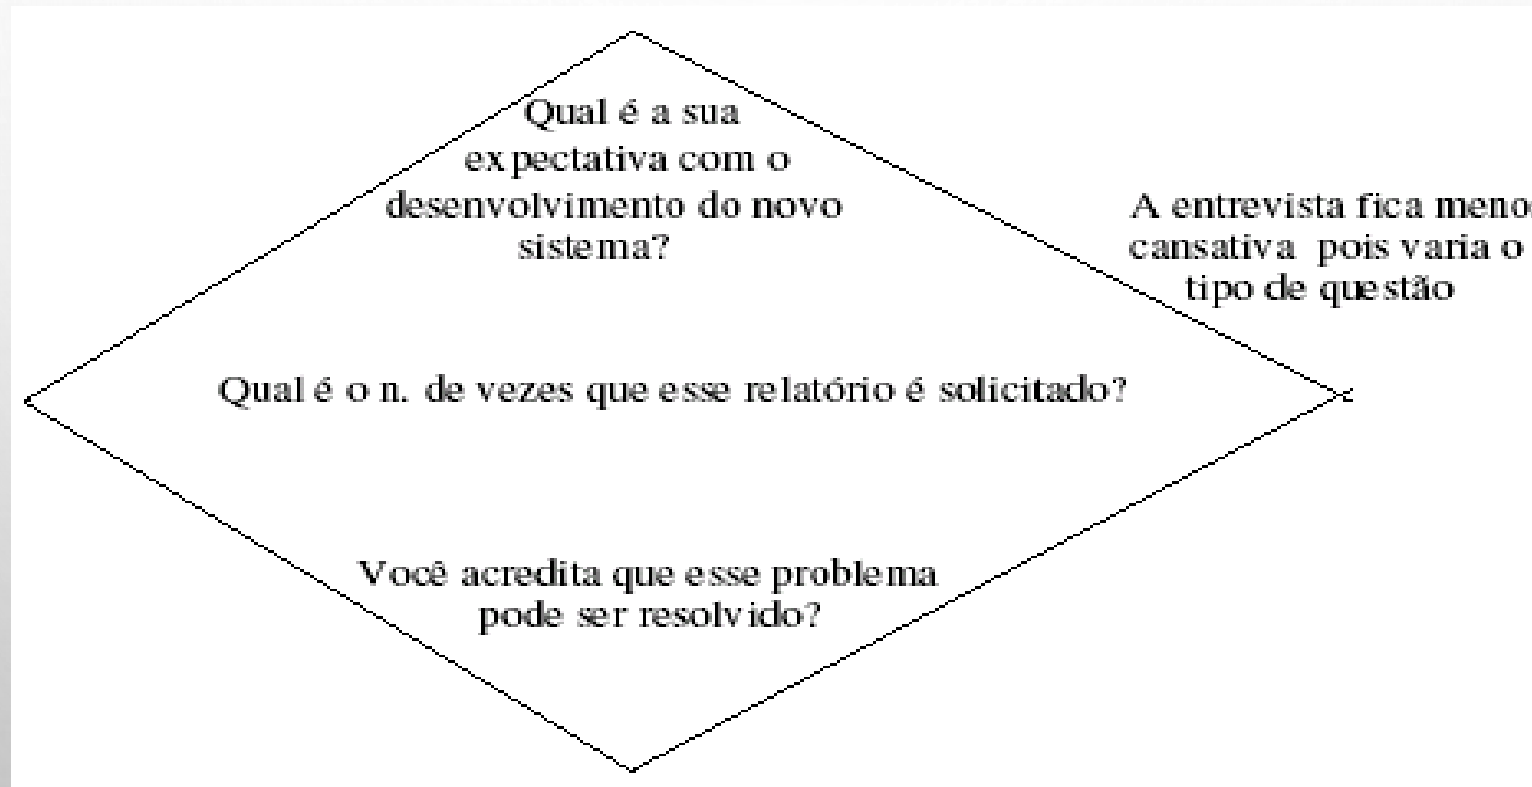 Qual é a sua
expectativa com o
desenvolvimento do novo
sistema?
A entrevista fica meno
cansativa pois varia o
tipo de questão
Qual é o n. de vezes que esse relatório é solicitado?
Você acredita que esse problema
pode ser resolvido?